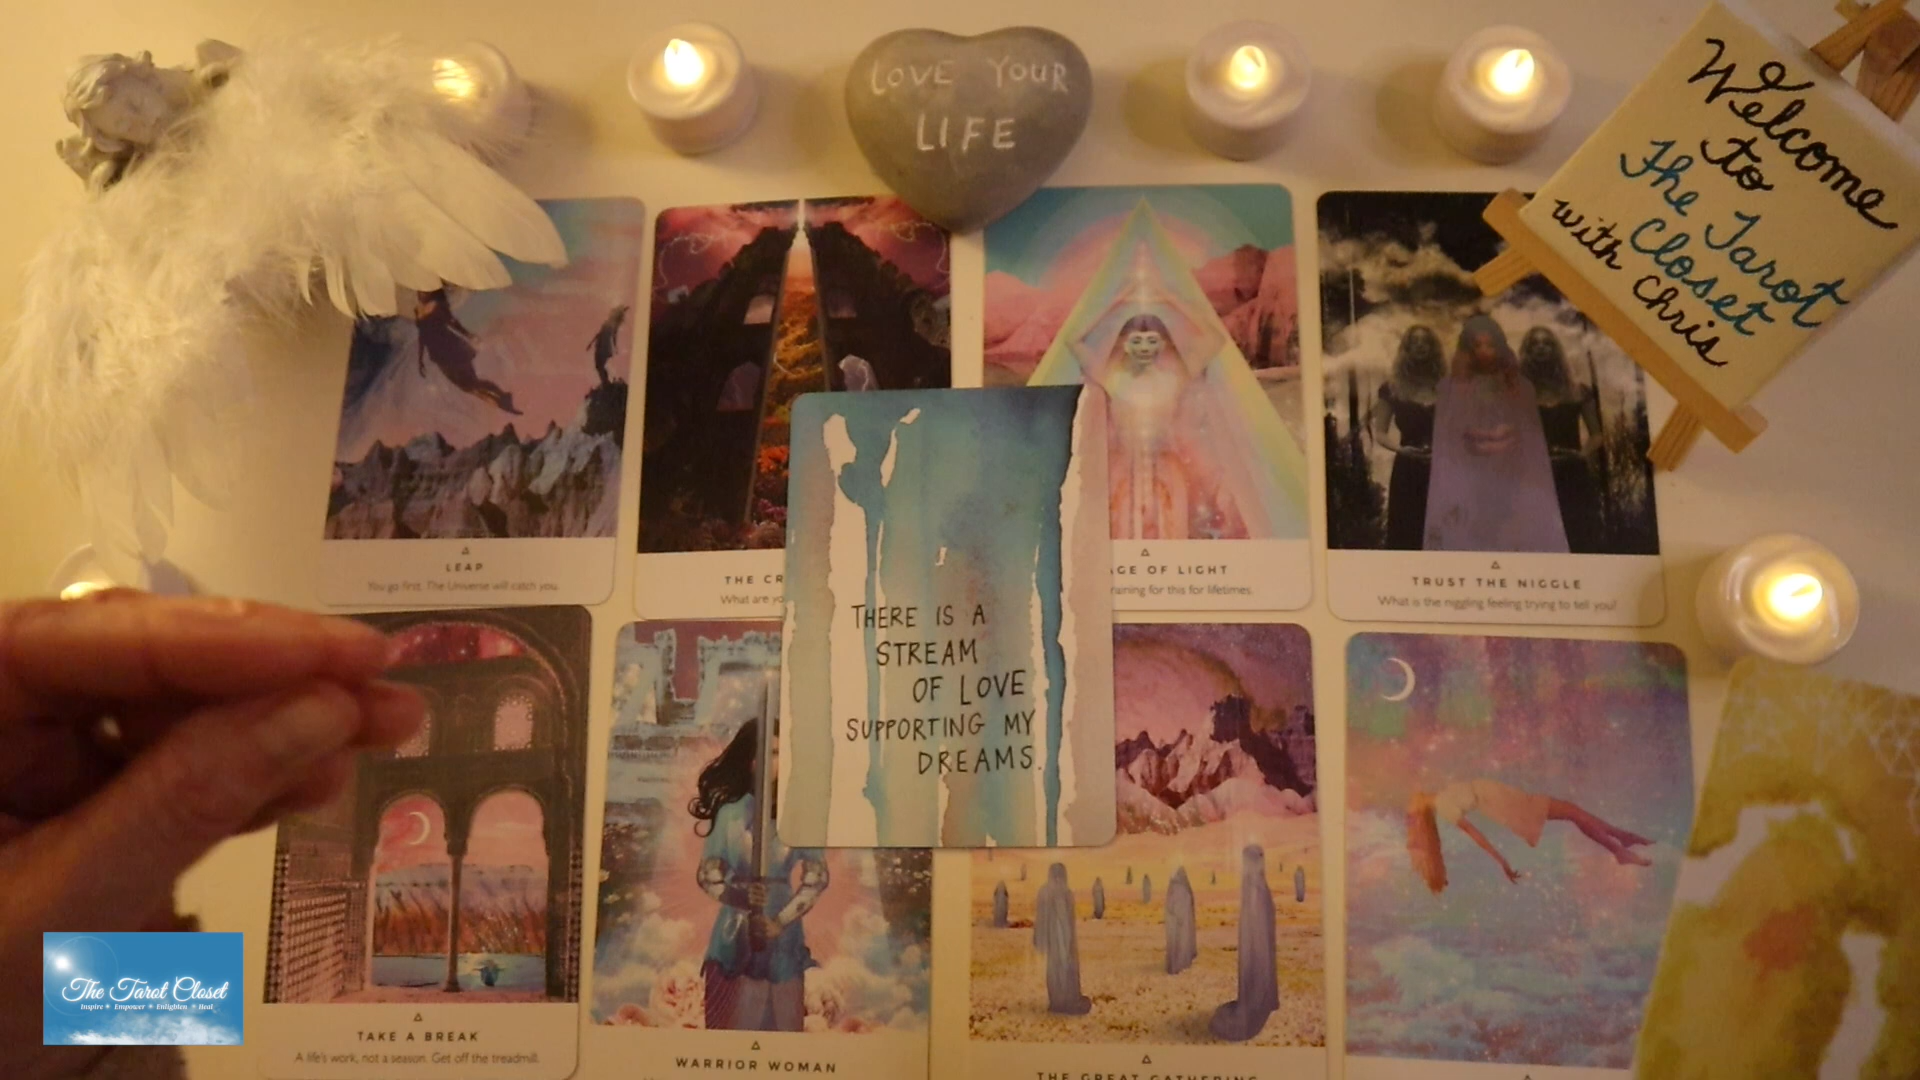 LOVE YOUR
LIFE
Welcome
to
The Tarot
Closet
with Chris
LEAP
You go first. The Universe will catch you.
THE CR
What are yo
AGE OF LIGHT
raining for this for lifetimes.
TRUST THE NIGGLE
What is the niggling feeling trying to tell you?
THERE IS A
STREAM
OF LOVE
SUPPORTING MY
DREAMS.
TAKE A BREAK
A life's work, not a season. Get off the treadmill.
WARRIOR WOMAN
THE GREAT GATHERING
The Tarot Closet
Inspire * Empower * Enlighten * Heal